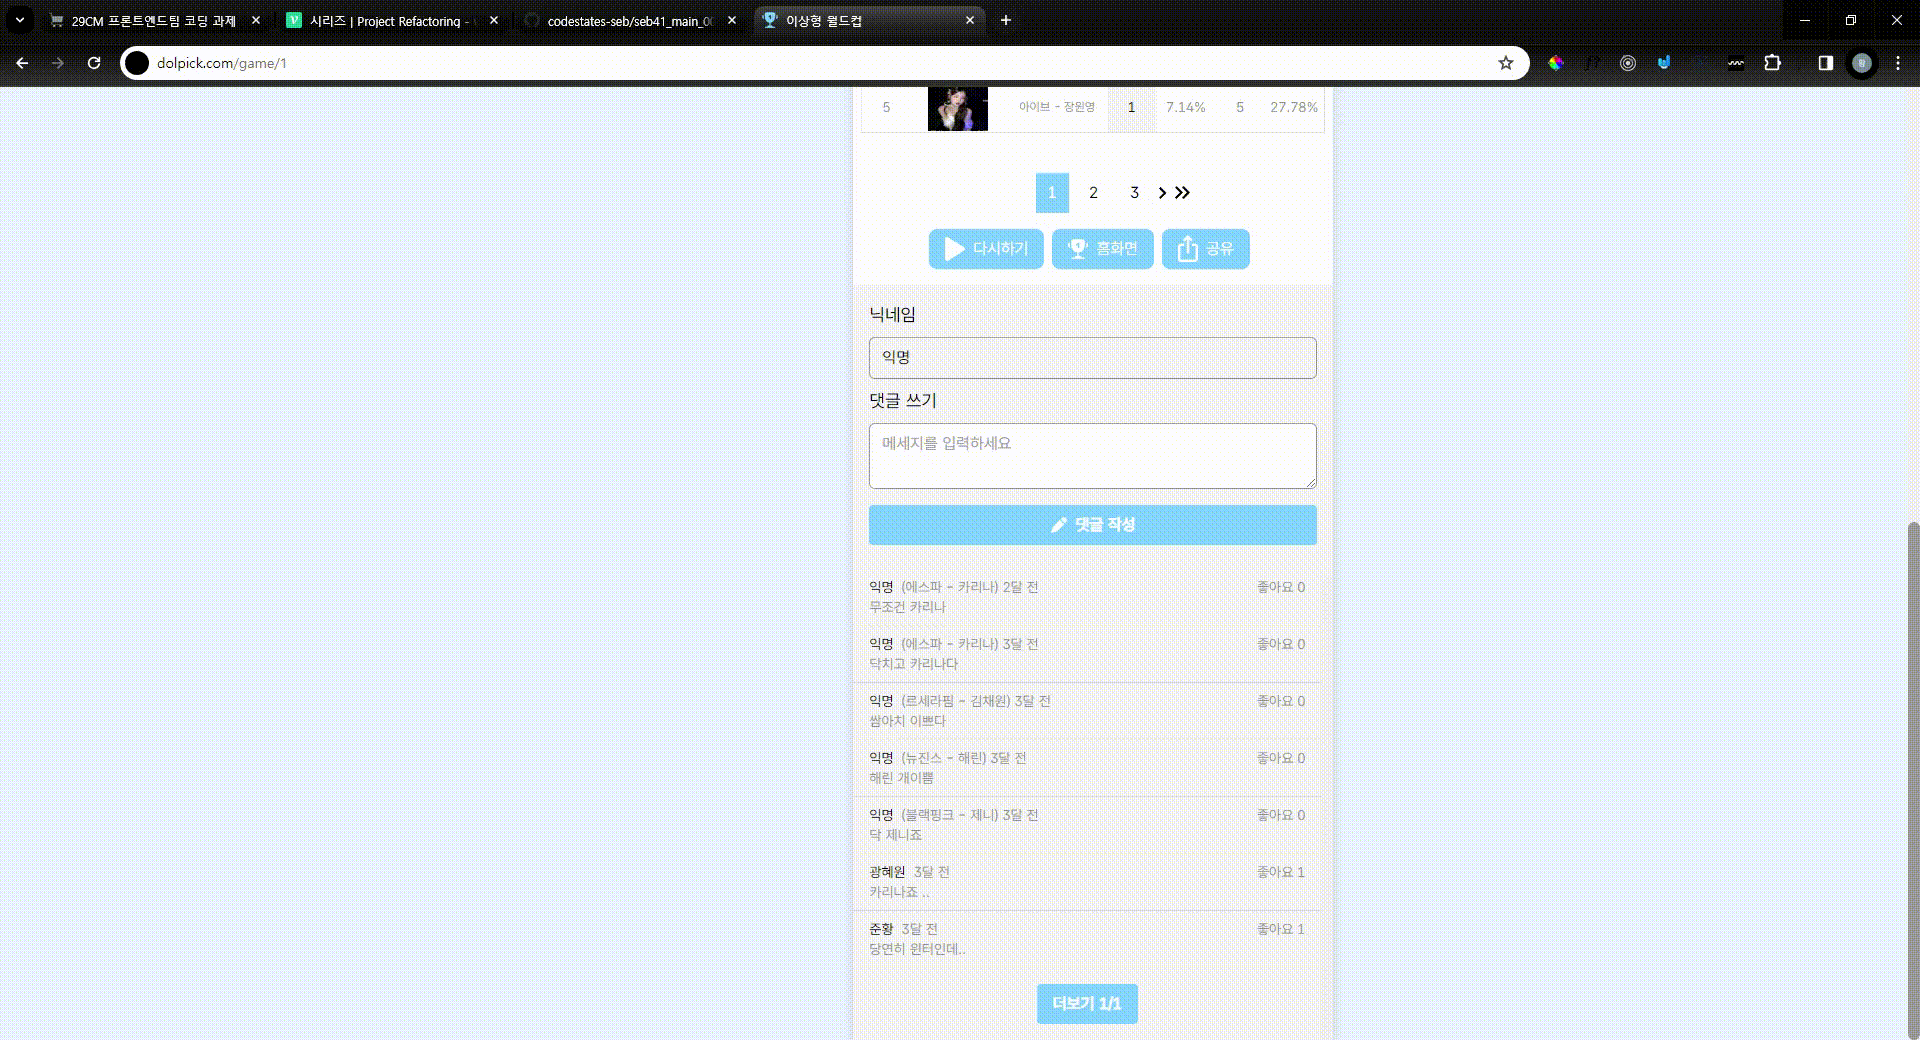 29CM 프론트엔드팀 코딩 과제
시리즈 | Project Refactoring -
codestates-seb/seb41_main_00
이상형 월드컵
dolpick.com/game/1
5 아이브 - 장원영 1 7.14% 5 27.78%
1 2 3
다시하기 홈화면 공유
닉네임
익명
댓글 쓰기
메세지를 입력하세요
댓글 작성
익명 (에스파 - 카리나) 2달 전 좋아요 0
무조건 카리나
익명 (에스파 - 카리나) 3달 전 좋아요 0
닥치고 카리나다
익명 (르세라핌 - 김채원) 3달 전 좋아요 0
쌈아치 이쁘다
익명 (뉴진스 - 해린) 3달 전 좋아요 0
해린 개이쁨
익명 (블랙핑크 - 제니) 3달 전 좋아요 0
닥 제니죠
광혜원 3달 전 좋아요 1
카리나죠 ..
준황 3달 전 좋아요 1
당연히 윈터인데..
더보기 1/1